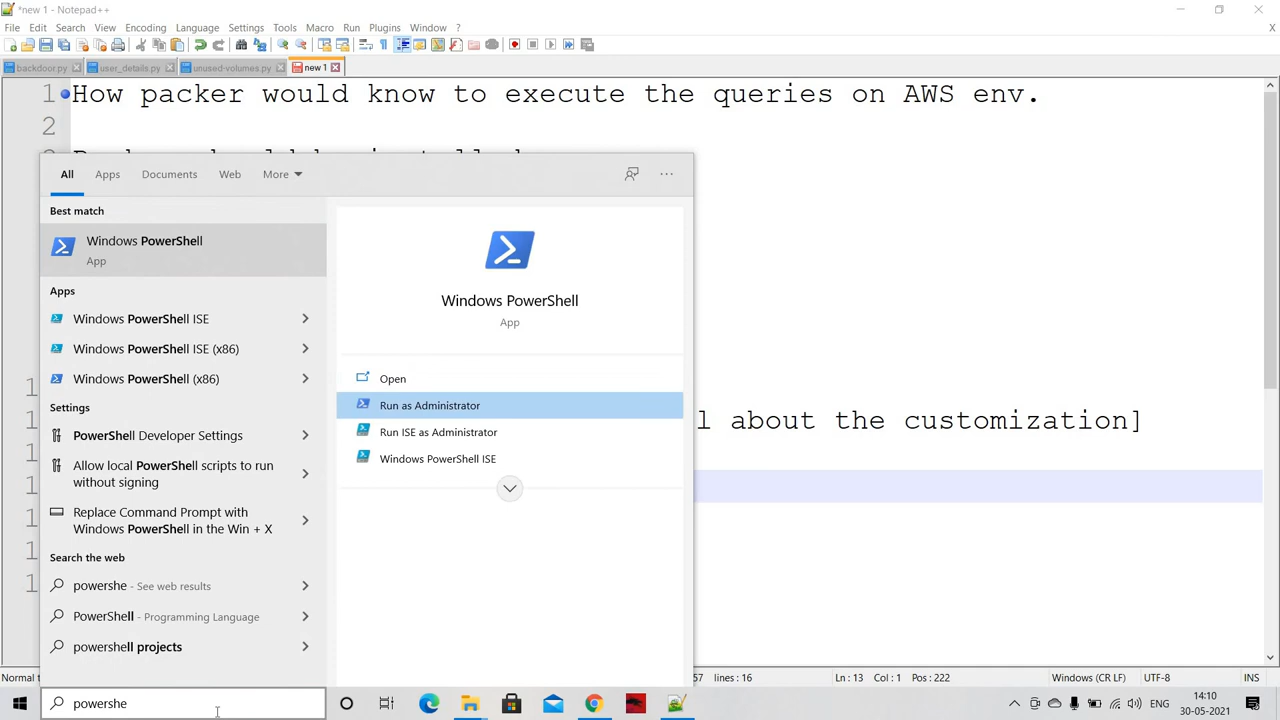 *new 1 - Notepad++
File Edit Search View Encoding Language Settings Tools Macro Run Plugins Window ?
X
backdoor.py user_details.py unused-volumes.py new 1
1 How packer would know to execute the queries on AWS env.
2
All Apps Documents Web More
Best match
Windows PowerShell
App
Apps
Windows PowerShell ISE
Windows PowerShell ISE (x86)
Windows PowerShell (x86)
Settings
PowerShell Developer Settings
Allow local PowerShell scripts to run
without signing
Replace Command Prompt with
Windows PowerShell in the Win + X
Search the web
powershe - See web results
PowerShell - Programming Language
powershell projects
Windows PowerShell
App
Open
Run as Administrator
Run ISE as Administrator
Windows PowerShell ISE
l about the customization]
Normal t
57 lines : 16 Ln : 13 Col : 1 Pos : 222 Windows (CR LF) UTF-8 INS
powershe
ENG
14:10
30-05-2021